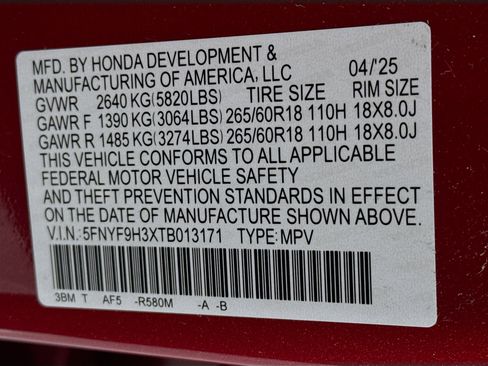 MFD. BY HONDA DEVELOPMENT &
MANUFACTURING OF AMERICA, LLC 04/'25
GVWR 2640 KG(5820LBS) TIRE SIZE RIM SIZE
GAWR F 1390 KG(3064LBS) 265/60R18 110H 18X8.0J
GAWR R 1485 KG(3274LBS) 265/60R18 110H 18X8.0J
THIS VEHICLE CONFORMS TO ALL APPLICABLE
FEDERAL MOTOR VEHICLE SAFETY
AND THEFT PREVENTION STANDARDS IN EFFECT
ON THE DATE OF MANUFACTURE SHOWN ABOVE.
V.I.N.:5FNYF9H3XTB013171 TYPE:MPV
3BM T AF5 -R580M -A -B